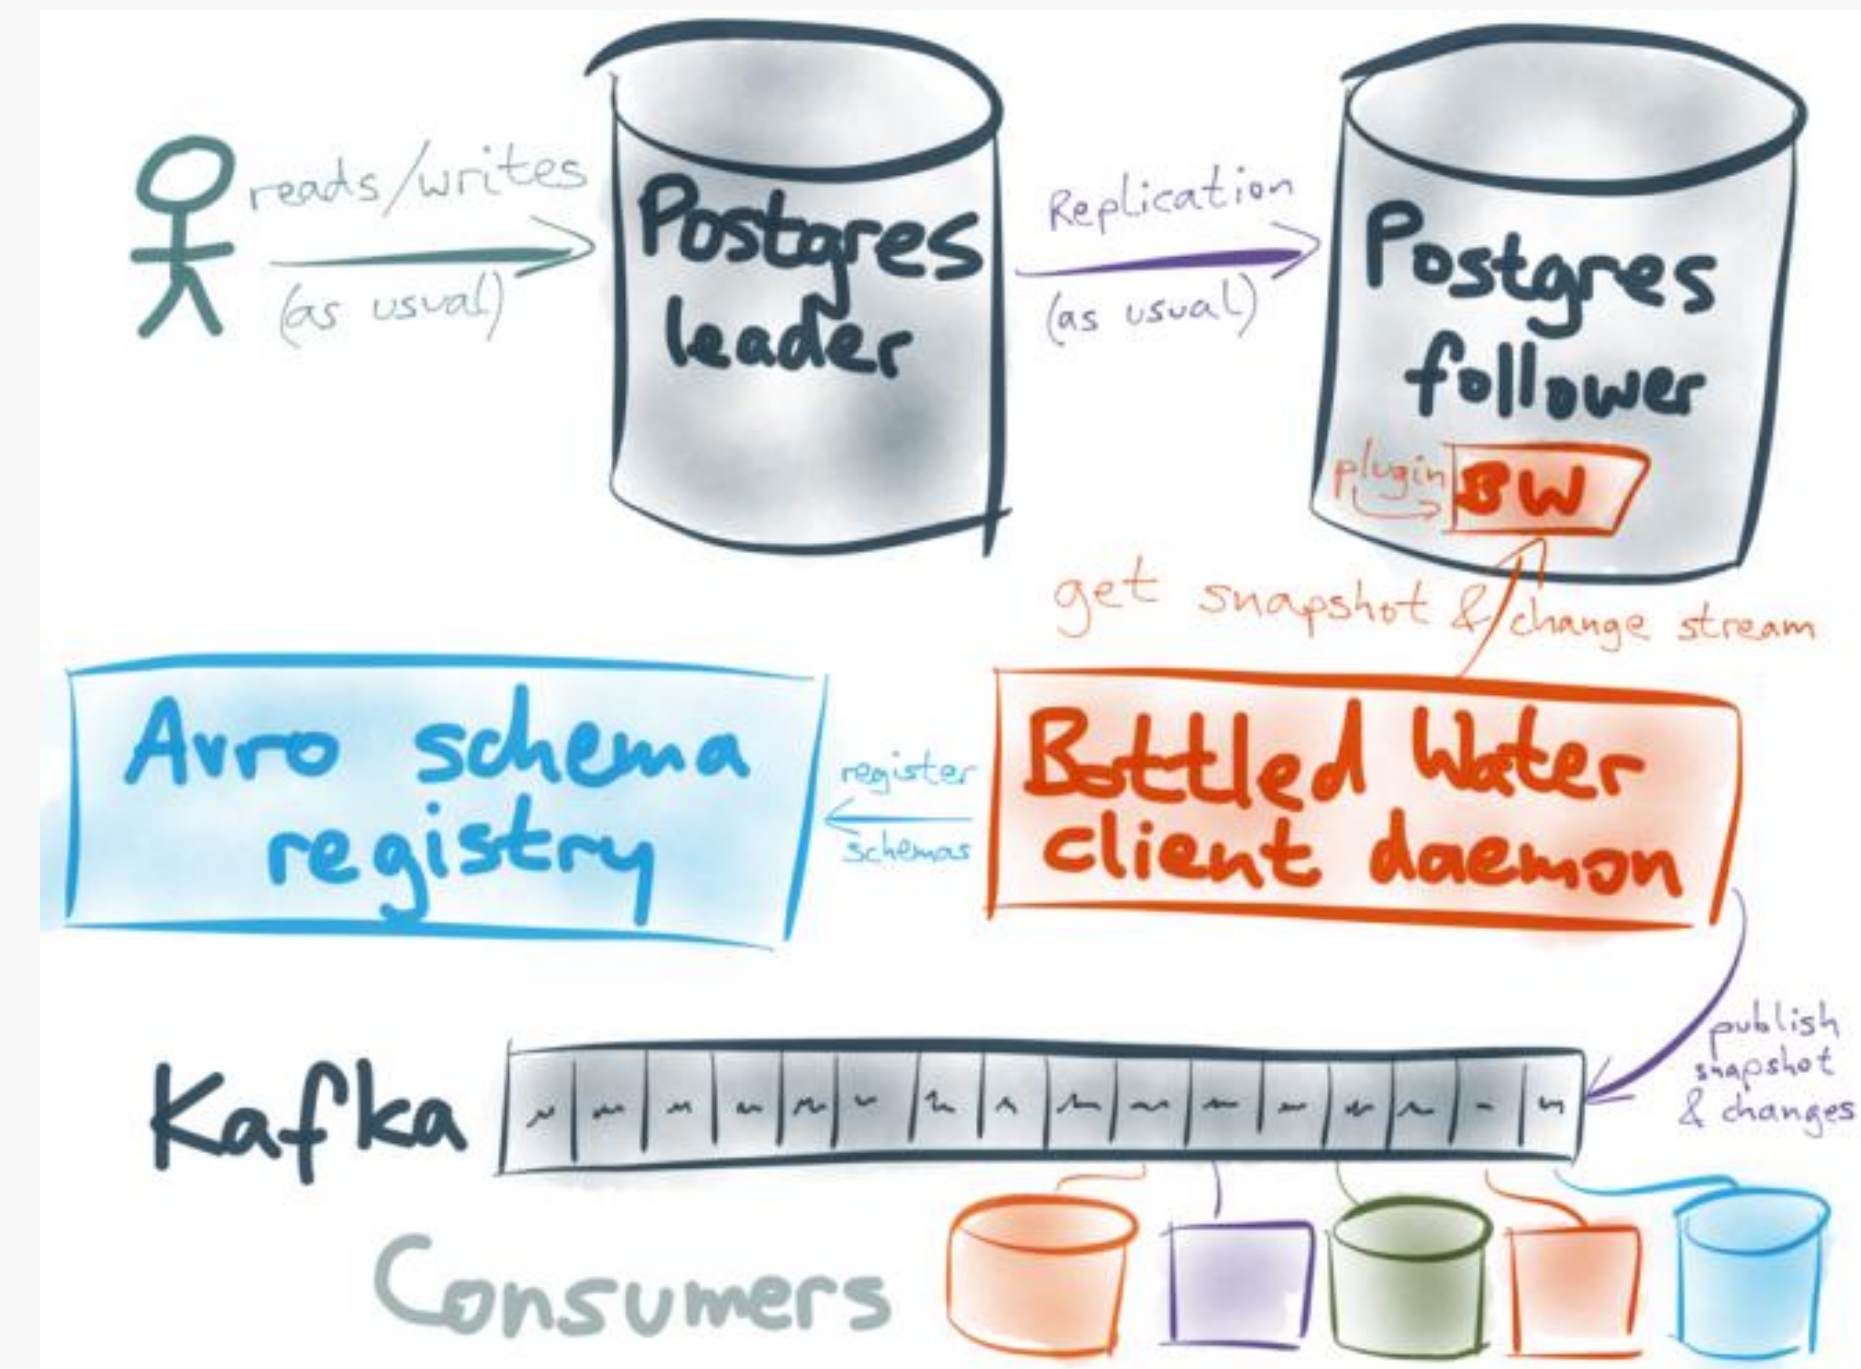 reads/writes
(as usual)
Postgres
leader
Replication
(as usual)
Postgres
follower
plugin
BW
get snapshot & change stream
Avro schema
registry
register
schemas
Bottled Water
client daemon
publish
snapshot
& changes
Kafka
Consumers